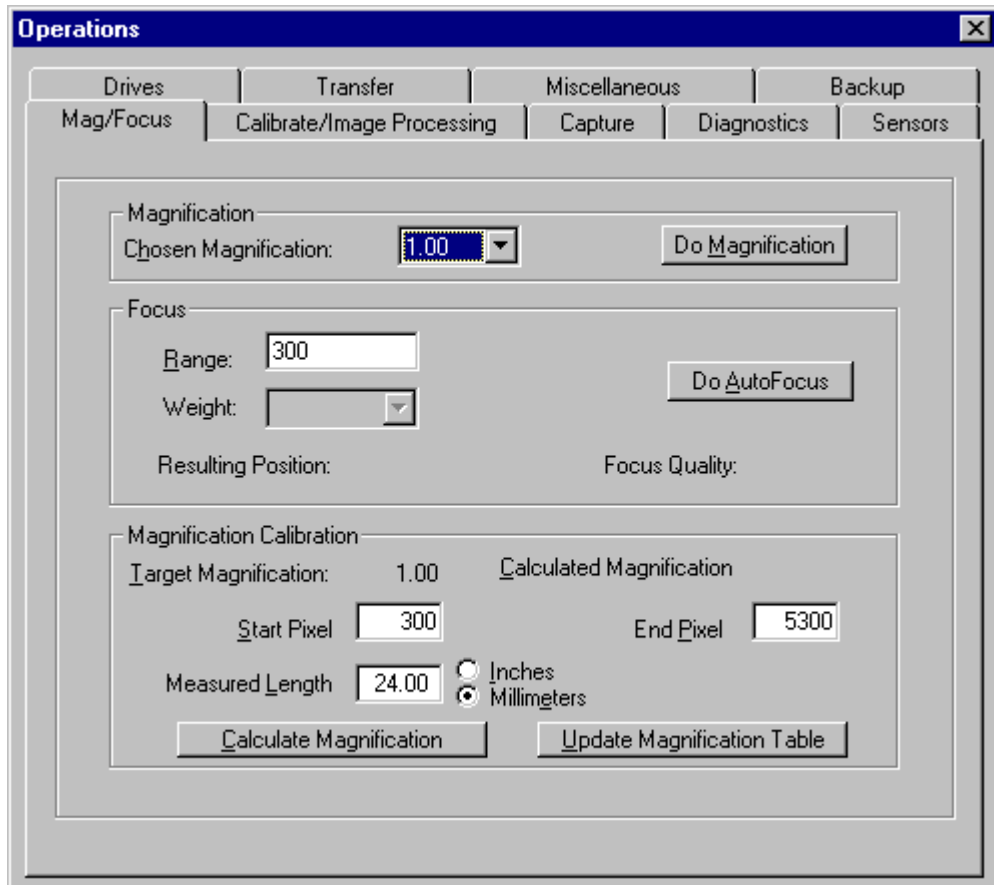 Operations
Drives Transfer Miscellaneous Backup
Mag/Focus Calibrate/Image Processing Capture Diagnostics Sensors
Magnification
Chosen Magnification: 1.00 Do Magnification
Focus
Range: 300
Do AutoFocus
Weight:
Resulting Position: Focus Quality:
Magnification Calibration
Target Magnification: 1.00 Calculated Magnification
Start Pixel 300 End Pixel 5300
Measured Length 24.00 Inches
Millimeters
Calculate Magnification Update Magnification Table